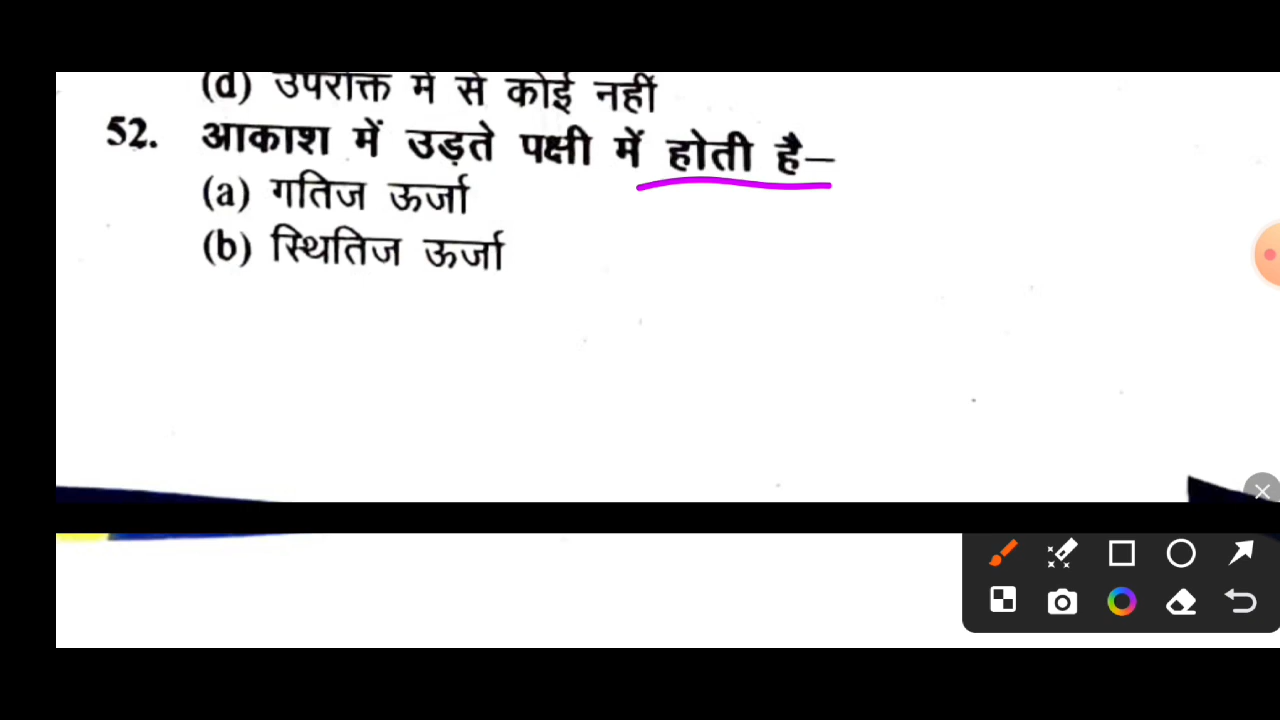 (d) उपरोक्त में से कोई नहीं
52. आकाश में उड़ते पक्षी में होती है–
(a) गतिज ऊर्जा
(b) स्थितिज ऊर्जा